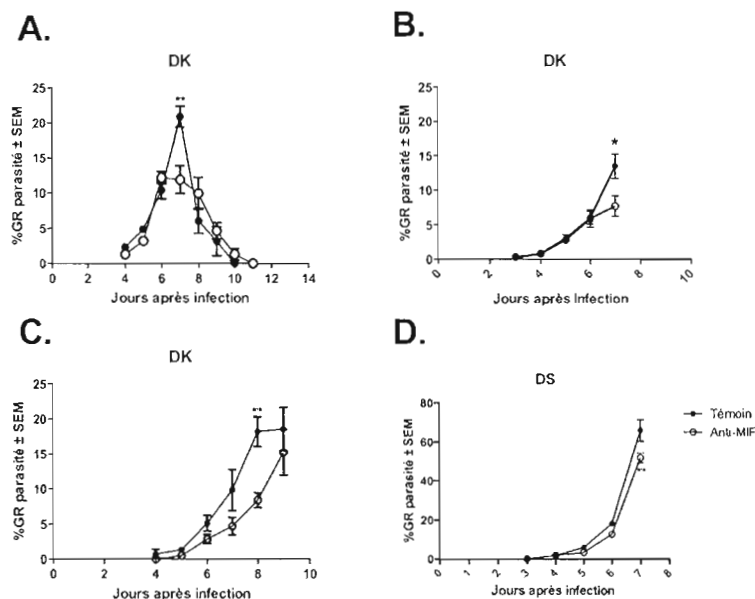 A.
DK
%GR parasité ± SEM
25
20
15
10
5
0
**
0 2 4 6 8 10 12 14
Jours après infection
B.
DK
%GR parasité ± SEM
25
20
15
10
5
0
*
0 2 4 6 8 10
Jours après Infection
C.
DK
%GR parasité ± SEM
25
20
15
10
5
0
**
0 2 4 6 8 10
Jours après infection
D.
DS
%GR parasité ± SEM
80
60
40
20
0
**
0 1 2 3 4 5 6 7 8
Jours après infection
Témoin
Anti-MIF